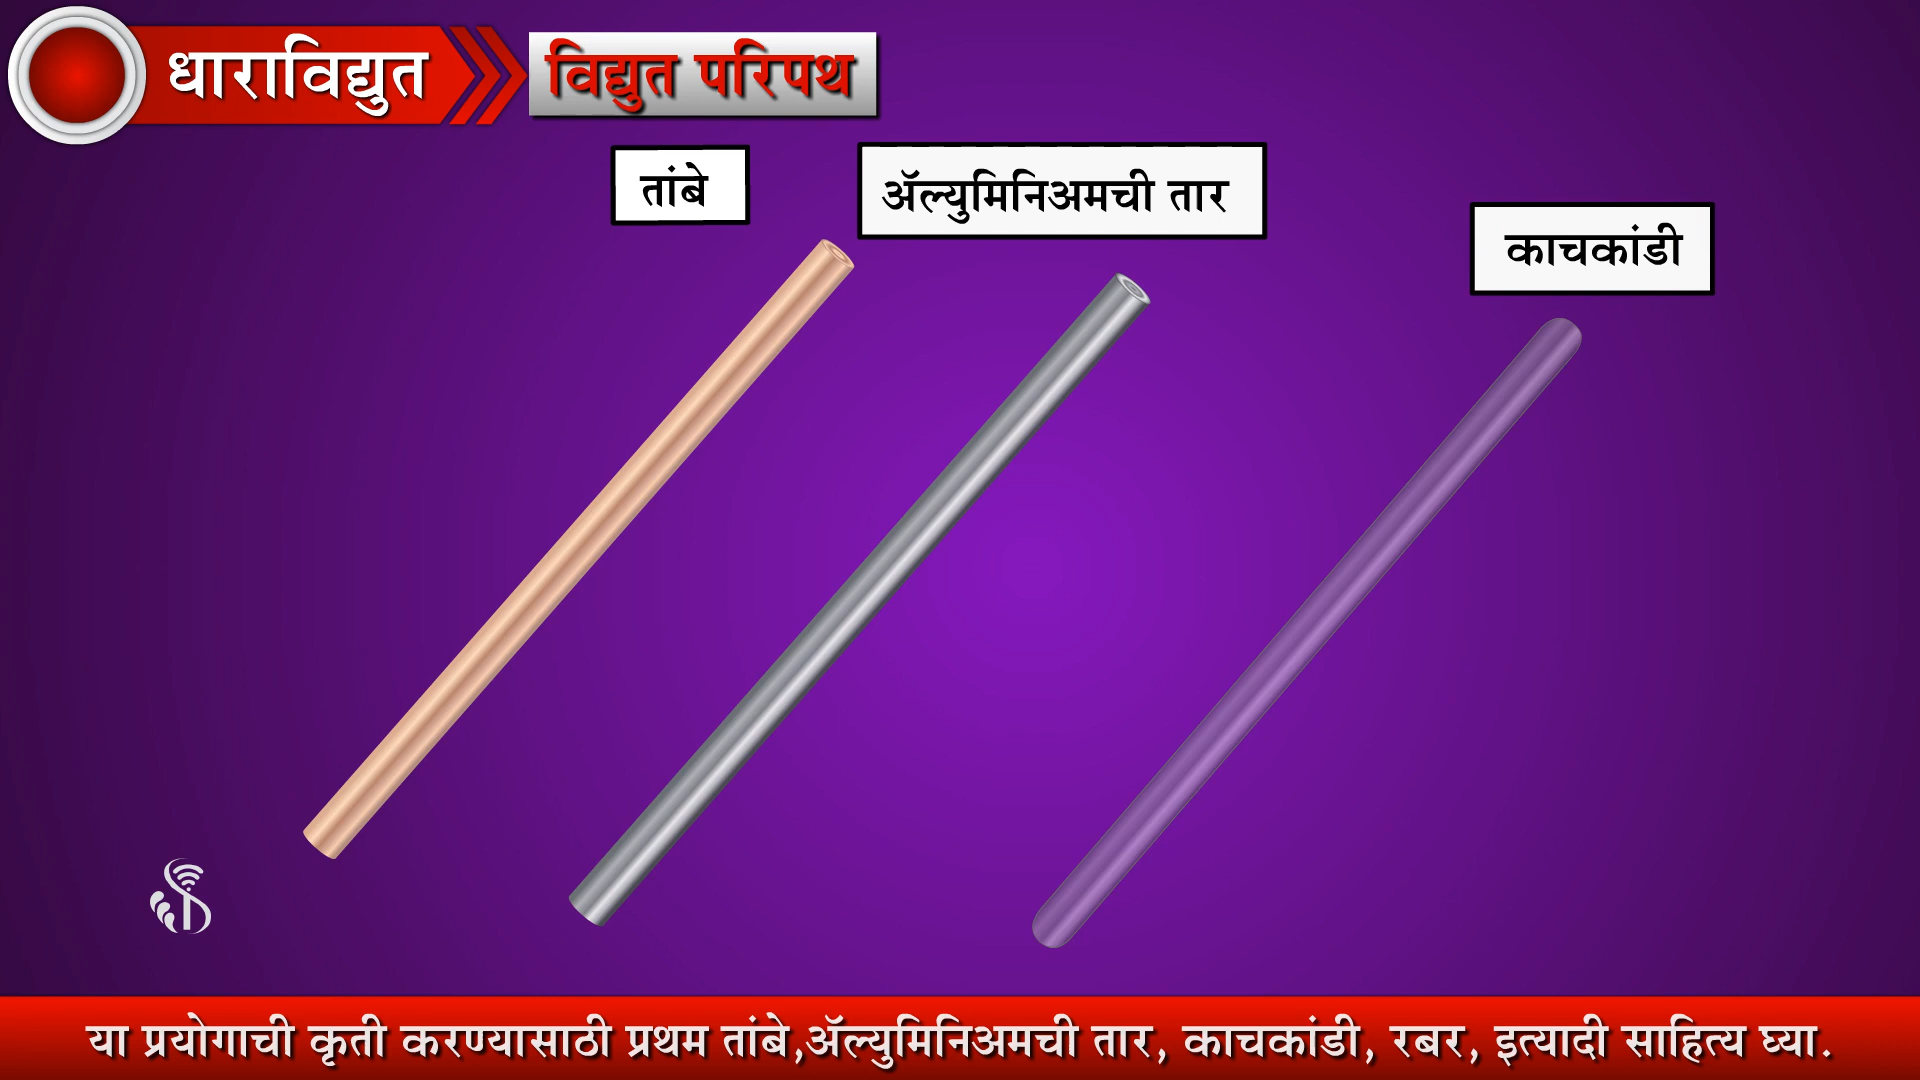 धाराविद्युत
विद्युत परिपथ
तांबे
ॲल्युमिनिअमची तार
काचकांडी
या प्रयोगाची कृती करण्यासाठी प्रथम तांबे,ॲल्युमिनिअमची तार, काचकांडी, रबर, इत्यादी साहित्य घ्या.